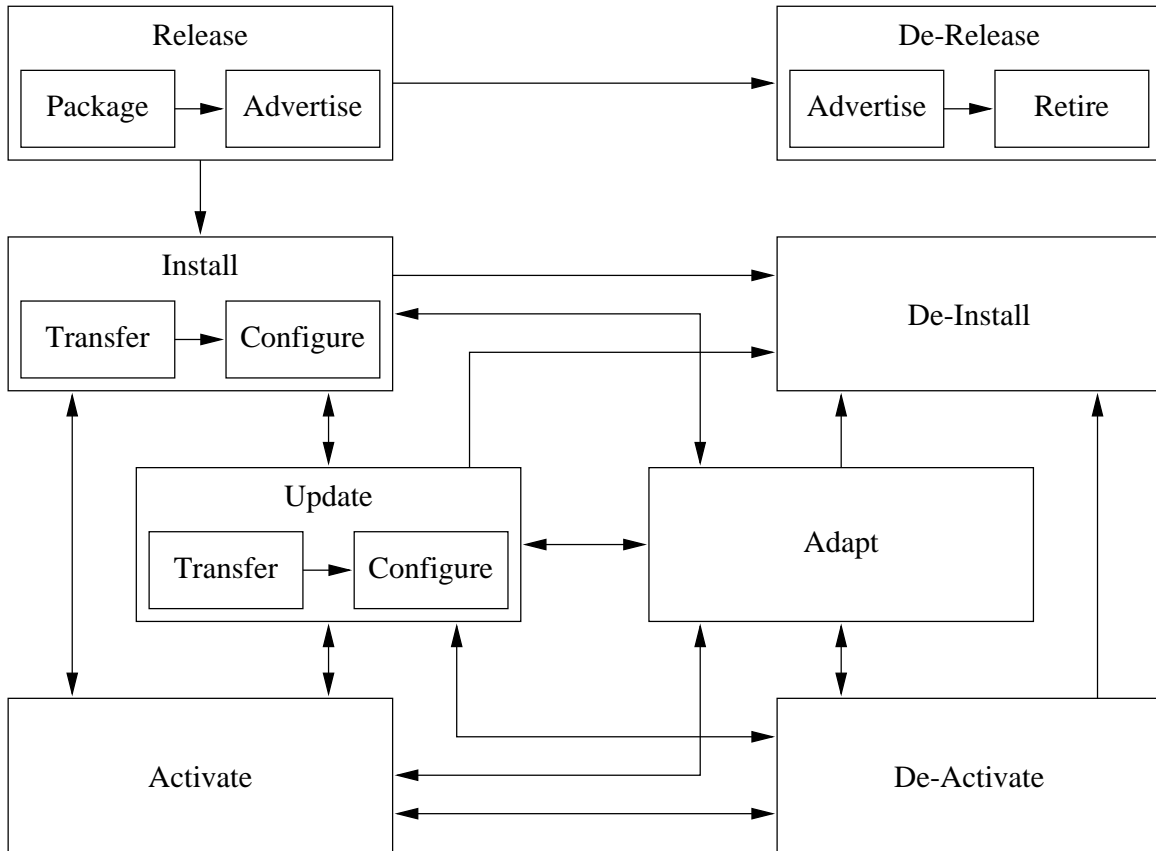 Release
Package
Advertise
De-Release
Advertise
Retire
Install
Transfer
Configure
De-Install
Update
Transfer
Configure
Adapt
Activate
De-Activate